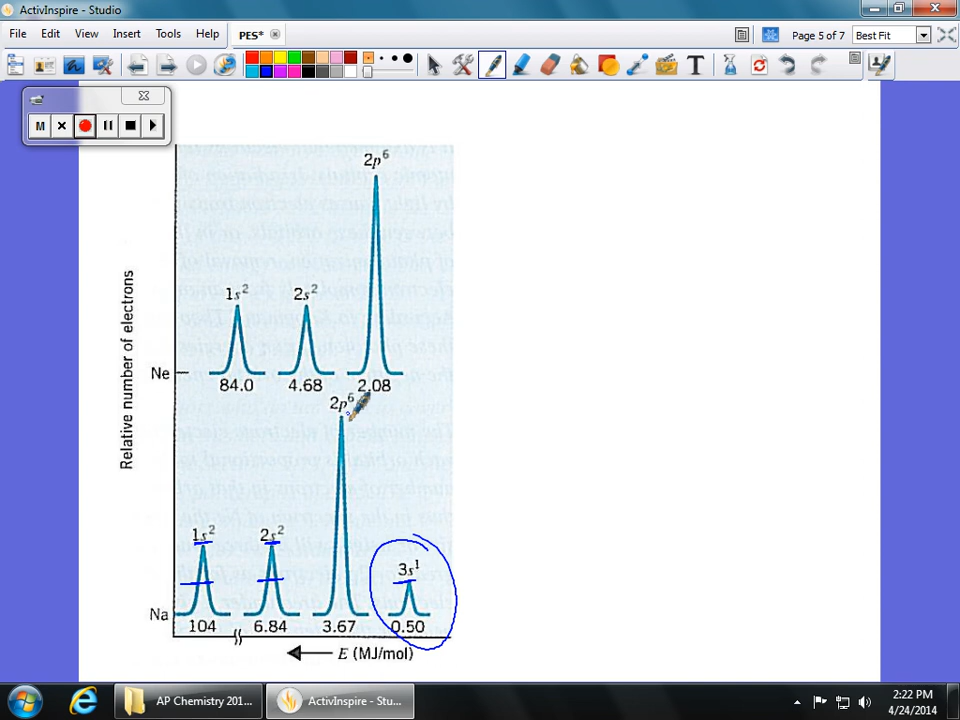 ActivInspire - Studio
File Edit View Insert Tools Help PES* Page 5 of 7 Best Fit
M
2p6
1s2 2s2
Ne
84.0 4.68 2.08
2p6
Relative number of electrons
1s2 2s2
3s1
Na
104 6.84 3.67 0.50
E (MJ/mol)
AP Chemistry 201... ActivInspire - Stu...
2:22 PM
4/24/2014